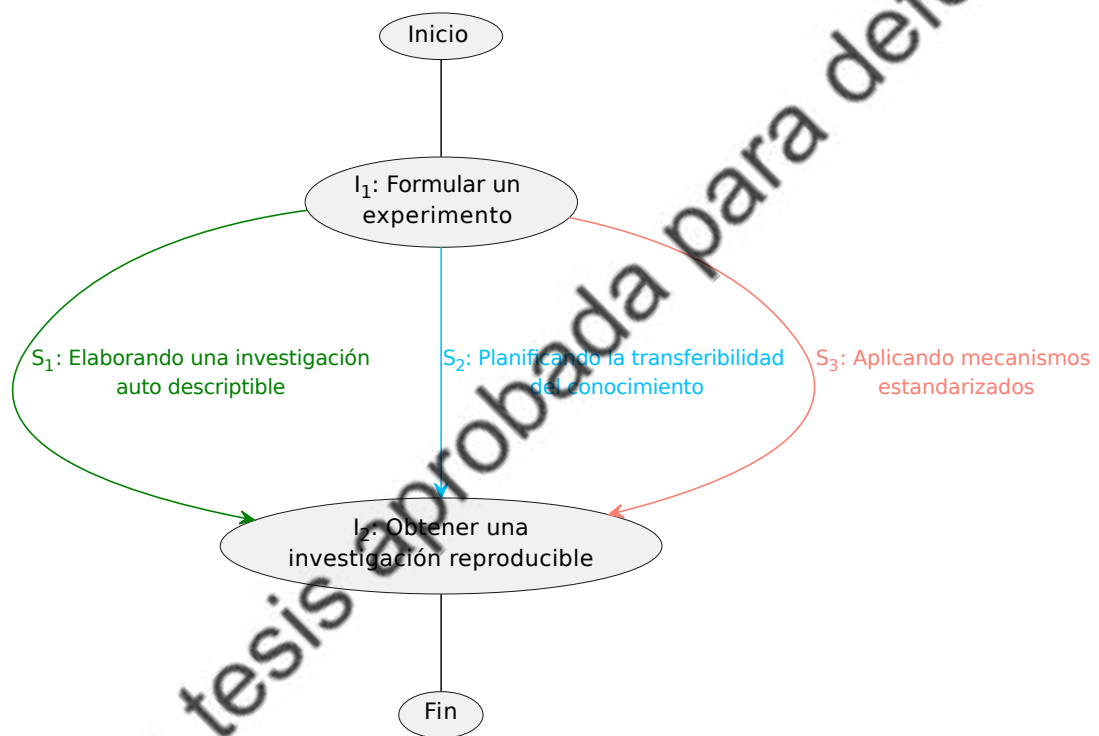 Inicio
I₁: Formular un
experimento
S₁: Elaborando una investigación
auto descriptible
S₂: Planificando la transferibilidad
del conocimiento
S₃: Aplicando mecanismos
estandarizados
I₂: Obtener una
investigación reproducible
Fin
tesis aprobada para